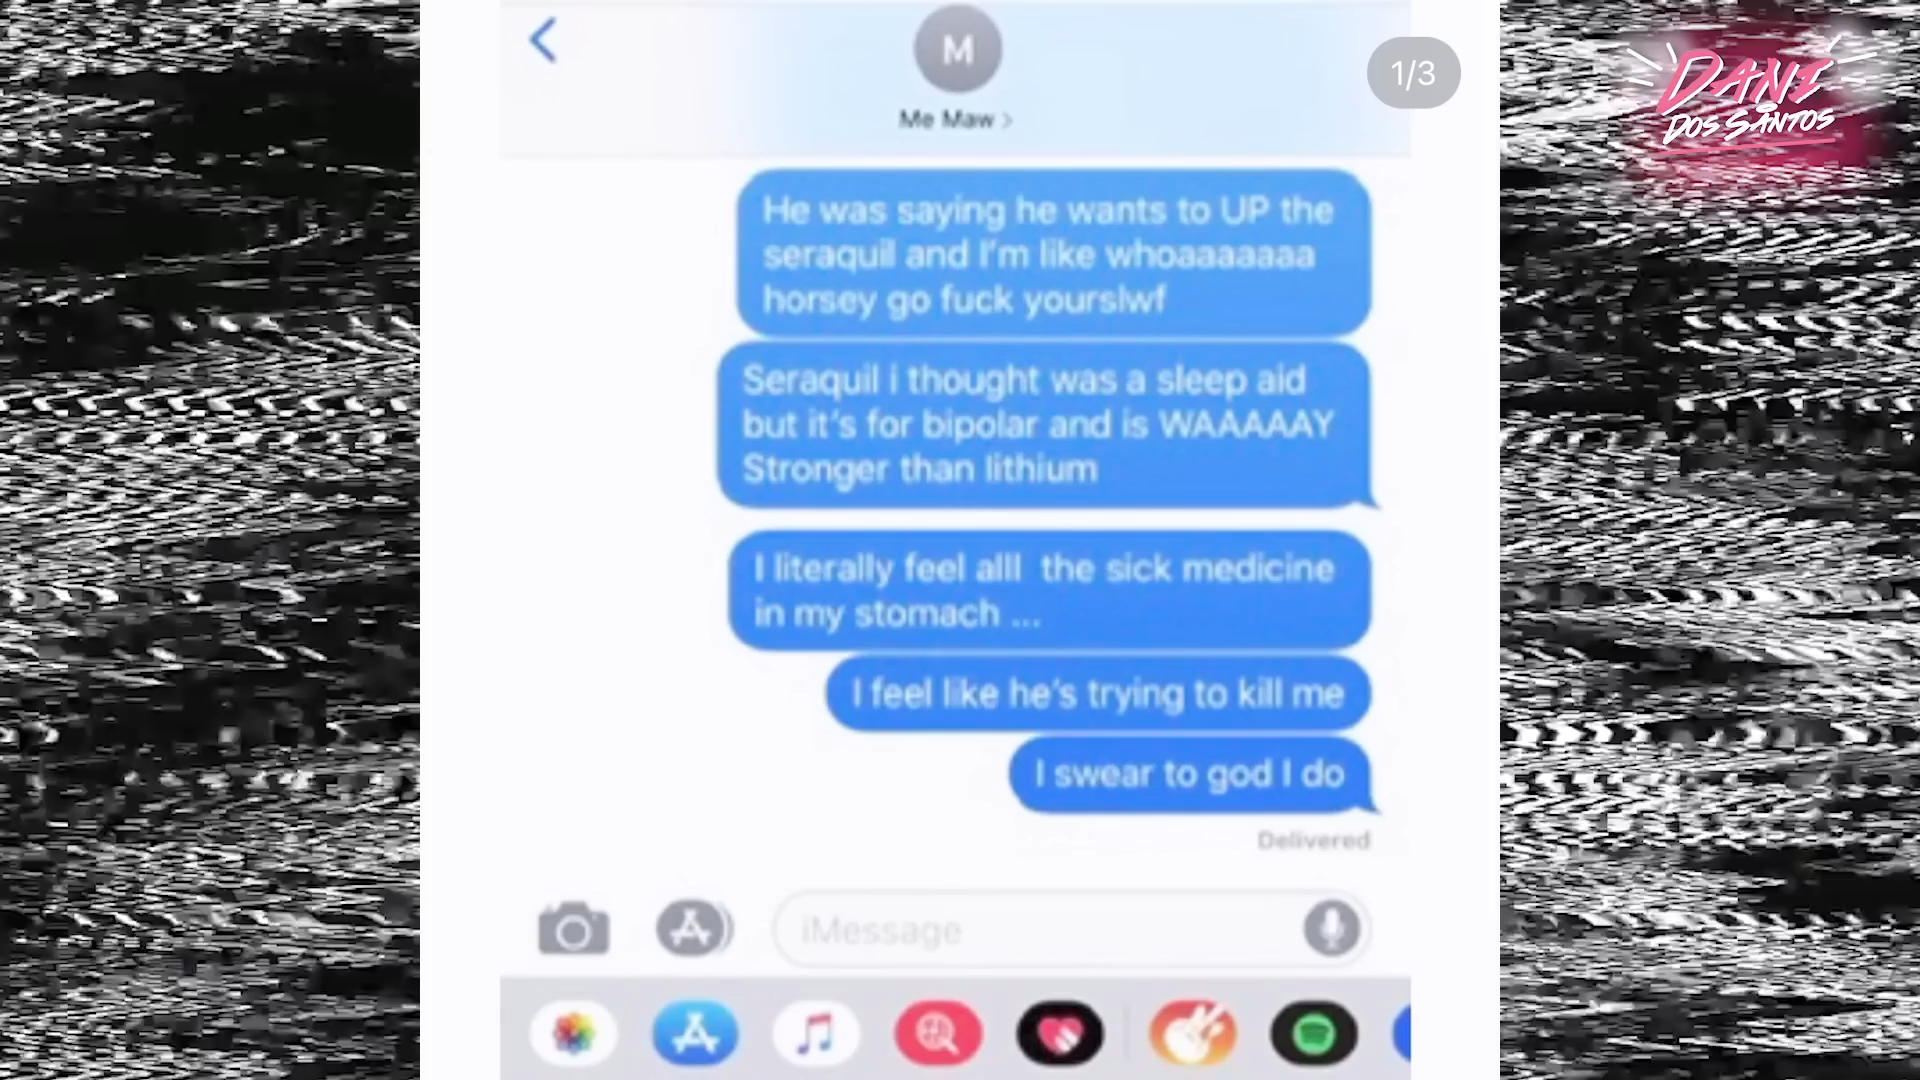 M
Me Maw
1/3
DANI
DOS SANTOS
He was saying he wants to UP the
seraquil and I'm like whoaaaaaaa
horsey go fuck yourslwf
Seraquil i thought was a sleep aid
but it's for bipolar and is WAAAAAY
Stronger than lithium
I literally feel alll  the sick medicine
in my stomach ...
I feel like he's trying to kill me
I swear to god I do
Delivered
iMessage